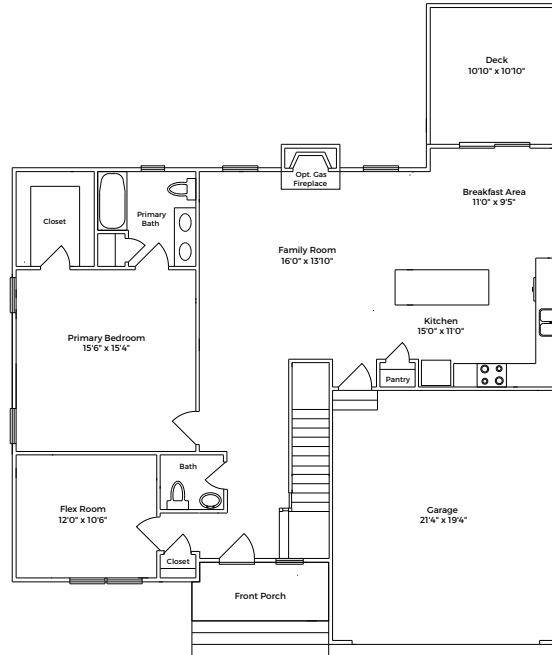 Deck
10'10" x 10'10"
Opt. Gas
Fireplace
Breakfast Area
11'0" x 9'5"
Closet
Primary
Bath
Family Room
16'0" x 13'10"
Kitchen
15'0" x 11'0"
Primary Bedroom
15'6" x 15'4"
Pantry
Bath
Flex Room
12'0" x 10'6"
Garage
21'4" x 19'4"
Closet
Front Porch